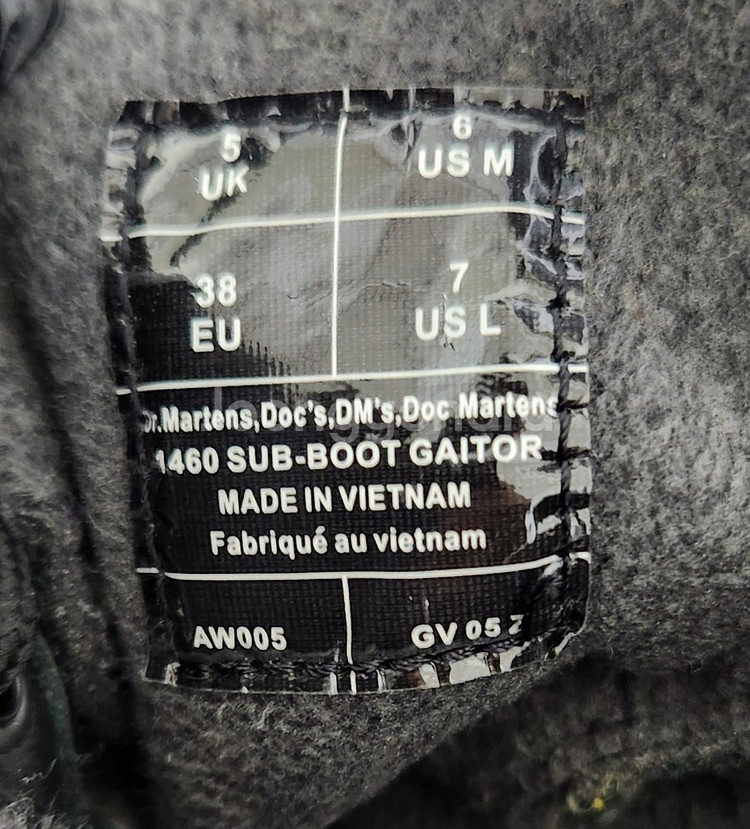 5
UK
6
US M
38
EU
7
US L
Dr.Martens,Doc's,DM's,Doc Martens
1460 SUB-BOOT GAITOR
MADE IN VIETNAM
Fabriqué au vietnam
AW005
GV 05 Z